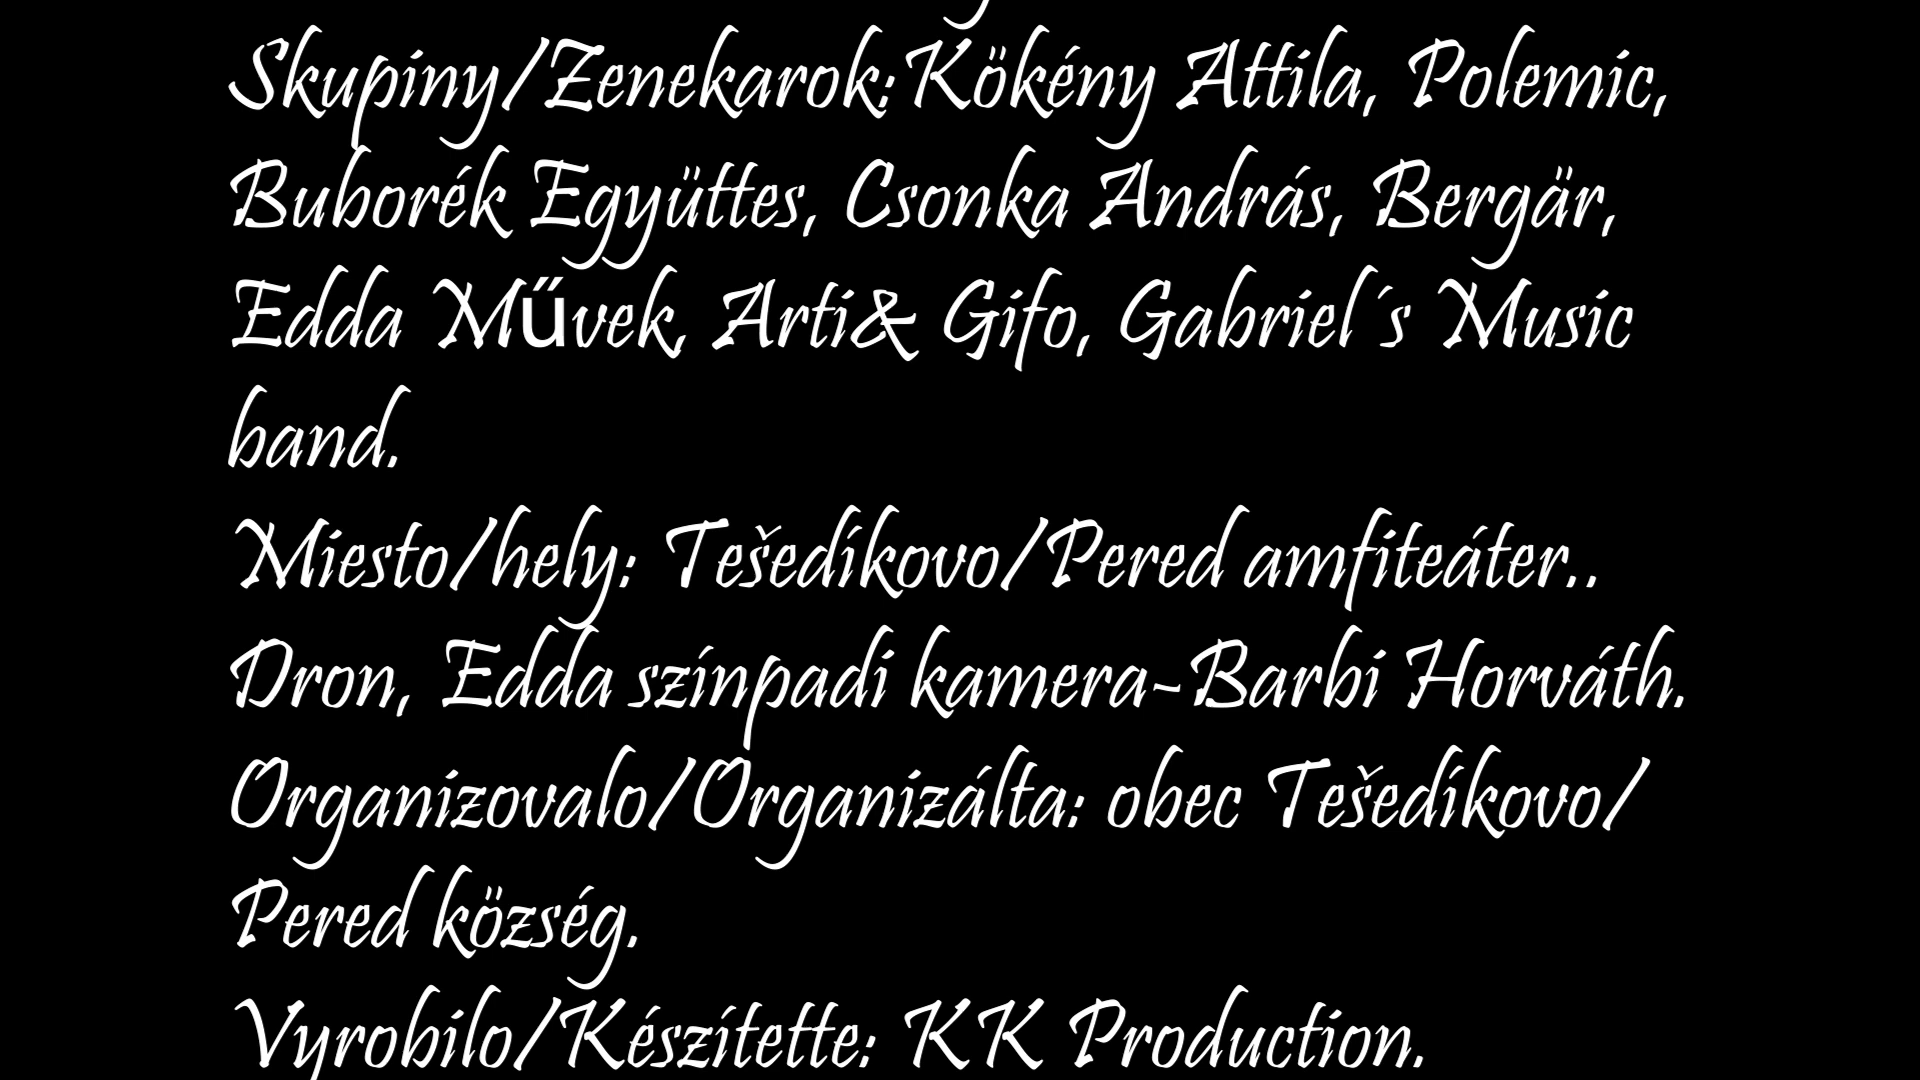 Skupiny/Zenekarok:Kökény Attila, Polemic,
Buborék Együttes, Csonka András, Bergär,
Edda Művek, Arti& Gifo, Gabriel´s Music
band.
Miesto/hely: Tešedíkovo/Pered amfiteáter..
Dron, Edda színpadi kamera-Barbi Horváth.
Organizovalo/Organizálta: obec Tešedíkovo/
Pered község.
Vyrobilo/Készítette: KK Production.